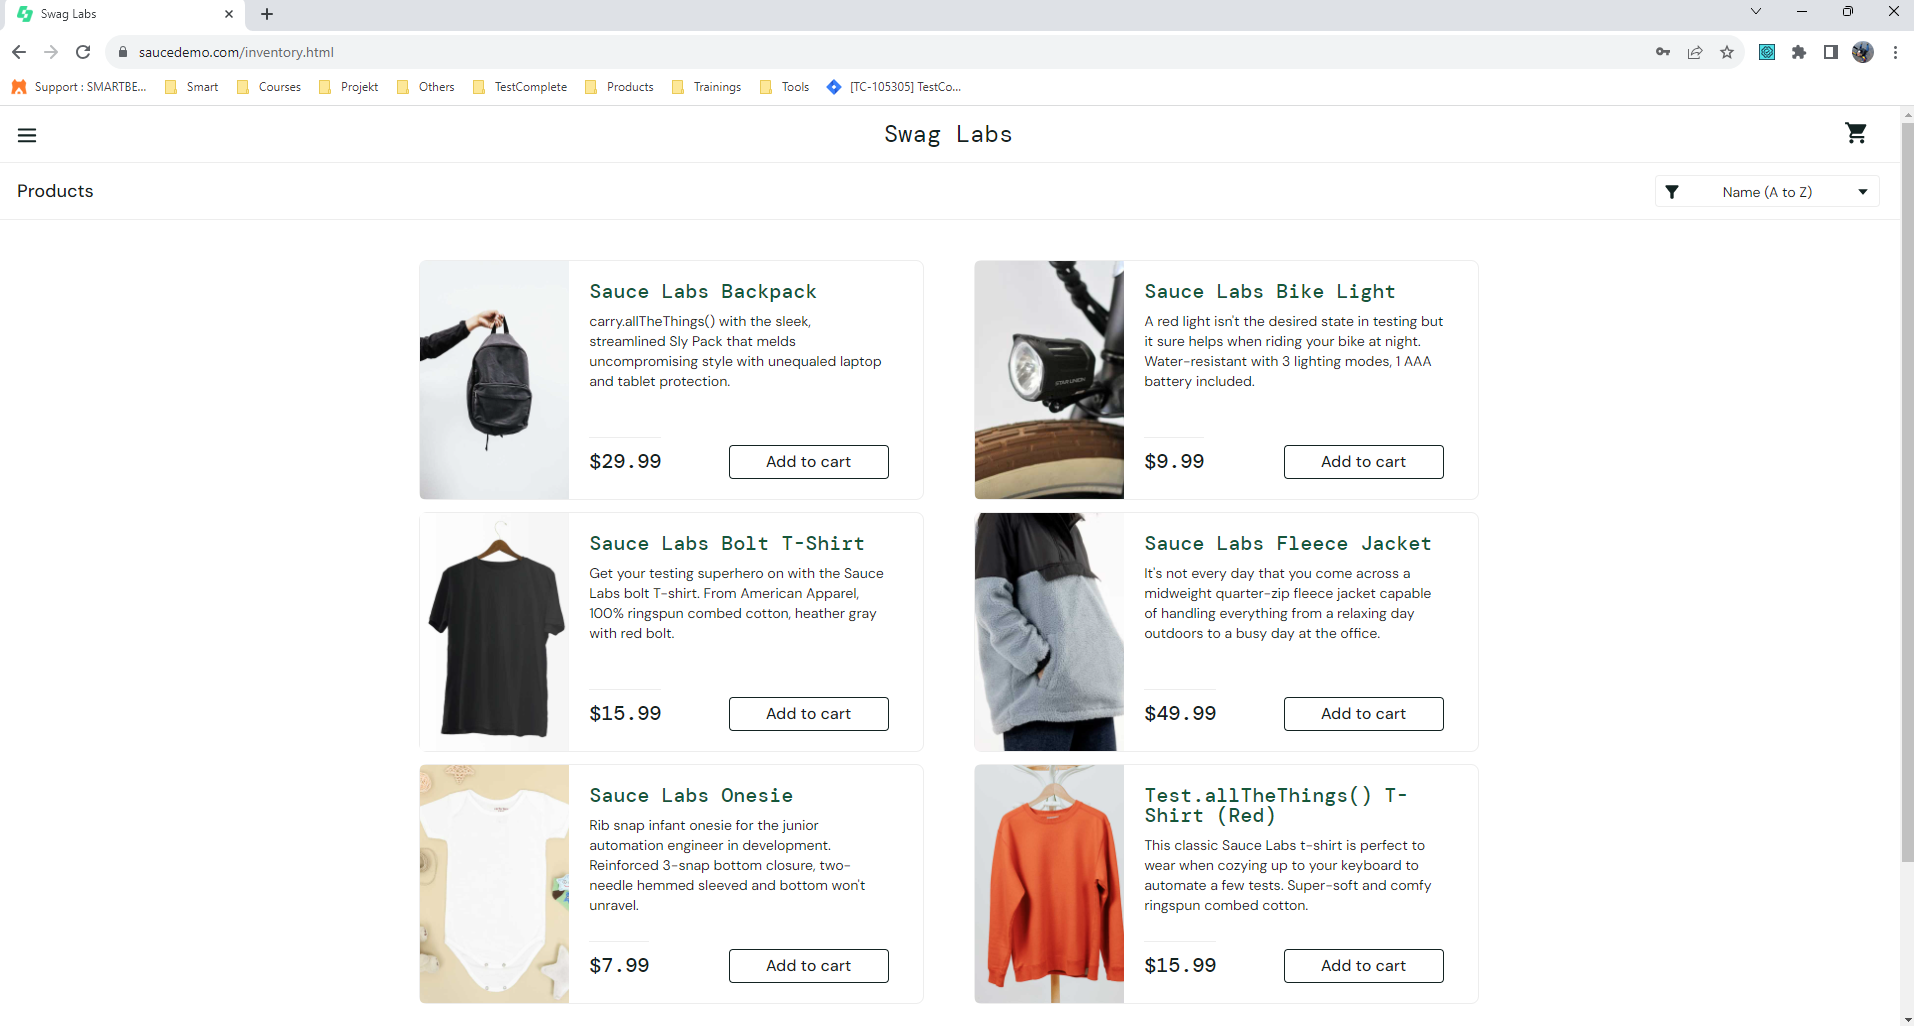 Swag Labs
saucedemo.com/inventory.html
Support : SMARTBE... Smart Courses Projekt Others TestComplete Products Trainings Tools [TC-105305] TestCo...
Swag Labs
Products
Name (A to Z)
Sauce Labs Backpack
carry.allTheThings() with the sleek,
streamlined Sly Pack that melds
uncompromising style with unequaled laptop
and tablet protection.
$29.99
Add to cart
Sauce Labs Bike Light
A red light isn't the desired state in testing but
it sure helps when riding your bike at night.
Water-resistant with 3 lighting modes, 1 AAA
battery included.
STAR UNION
$9.99
Add to cart
Sauce Labs Bolt T-Shirt
Get your testing superhero on with the Sauce
Labs bolt T-shirt. From American Apparel,
100% ringspun combed cotton, heather gray
with red bolt.
$15.99
Add to cart
Sauce Labs Fleece Jacket
It's not every day that you come across a
midweight quarter-zip fleece jacket capable
of handling everything from a relaxing day
outdoors to a busy day at the office.
$49.99
Add to cart
Sauce Labs Onesie
Rib snap infant onesie for the junior
automation engineer in development.
Reinforced 3-snap bottom closure, two-
needle hemmed sleeved and bottom won't
unravel.
$7.99
Add to cart
Test.allTheThings() T-
Shirt (Red)
This classic Sauce Labs t-shirt is perfect to
wear when cozying up to your keyboard to
automate a few tests. Super-soft and comfy
ringspun combed cotton.
$15.99
Add to cart